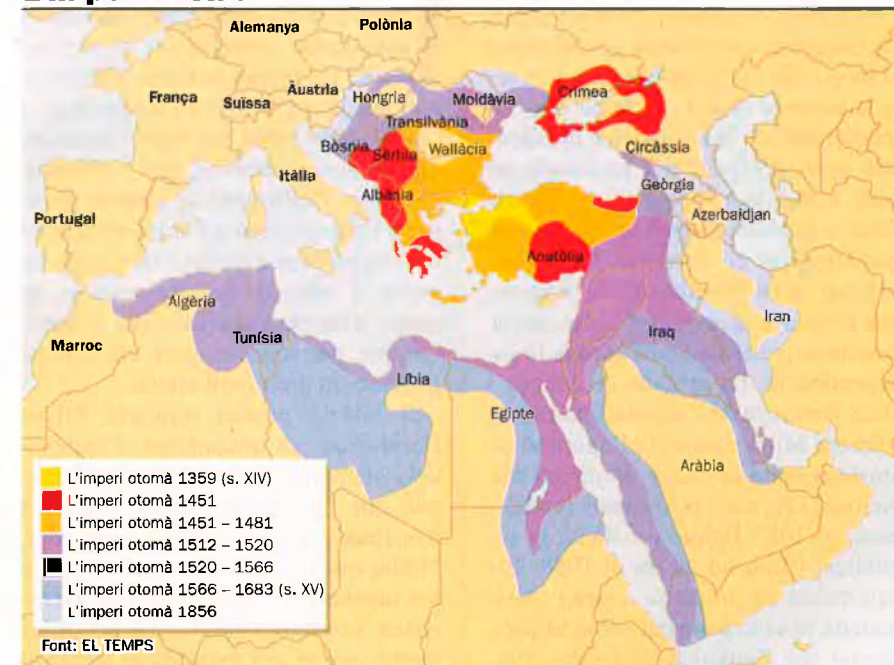 Alemanya
Polònia
França
Suïssa
Àustria
Hongria
Moldàvia
Crimea
Transilvània
Bòsnia
Sèrbia
Wallàcia
Circàssia
Itàlia
Geòrgia
Albània
Azerbaidjan
Portugal
Anatòlia
Algèria
Iran
Marroc
Tunísia
Iraq
Líbia
Egipte
Aràbia
L'imperi otomà 1359 (s. XIV)
L'imperi otomà 1451
L'imperi otomà 1451 – 1481
L'imperi otomà 1512 – 1520
L'imperi otomà 1520 – 1566
L'imperi otomà 1566 – 1683 (s. XV)
L'imperi otomà 1856
Font: EL TEMPS